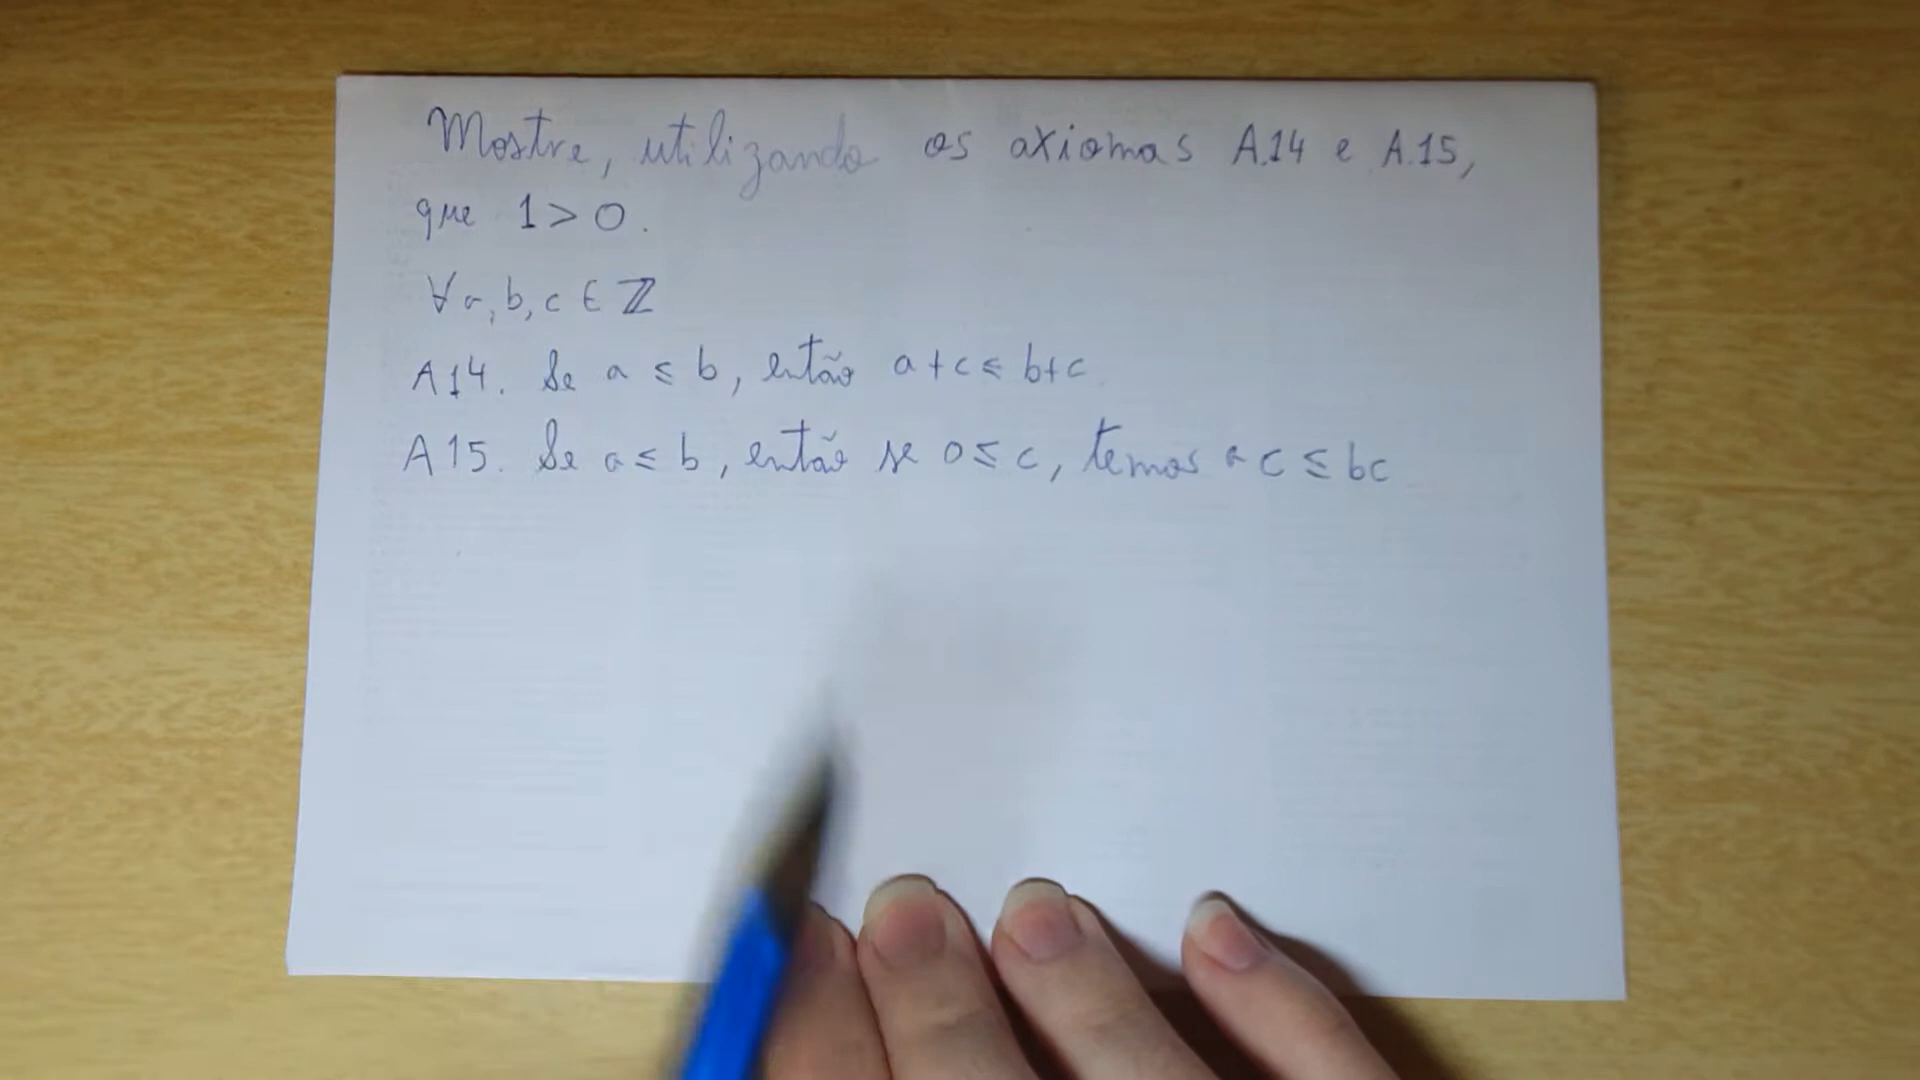 Mostre, utilizando os axiomas A.14 e A.15,
que 1 > 0.
∀ a, b, c ∈ ℤ
A14. Se a ≤ b, então a + c ≤ b + c
A15. Se a ≤ b, então se 0 ≤ c, temos a c ≤ bc